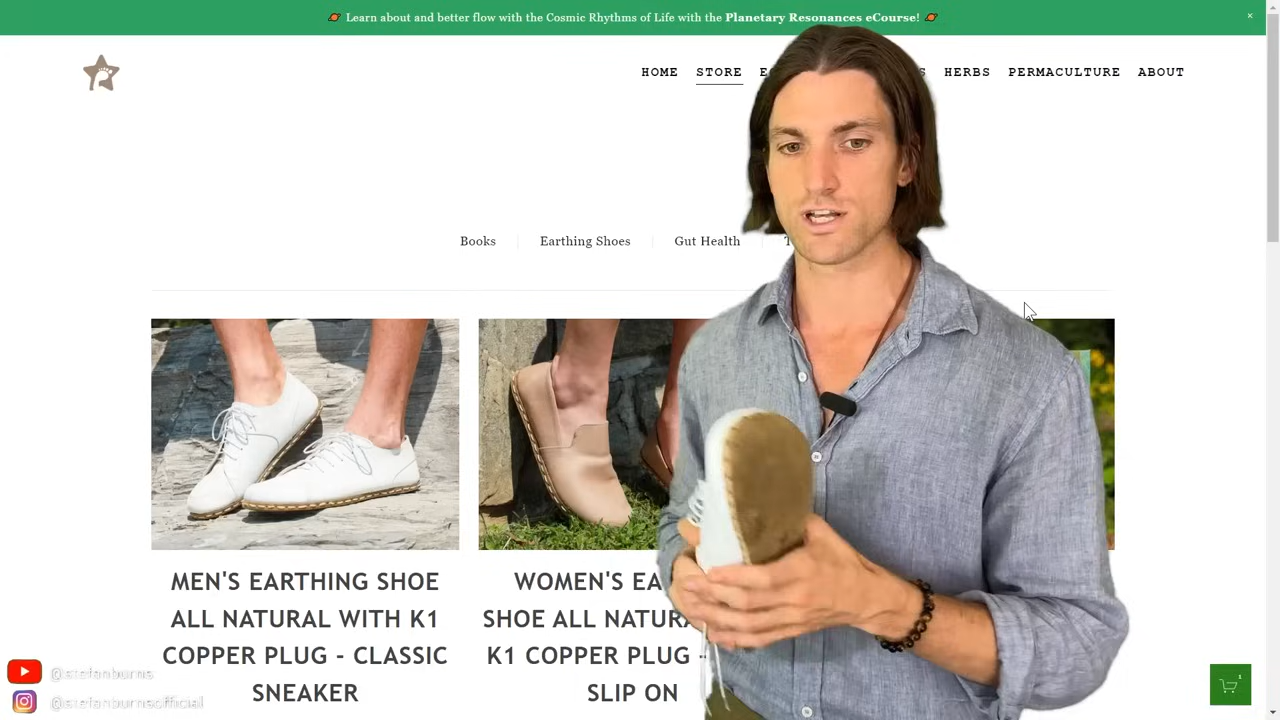 Learn about and better flow with the Cosmic Rhythms of Life with the Planetary Resonances eCourse!
×
HOME STORE HERBS PERMACULTURE ABOUT
Books Earthing Shoes Gut Health
MEN'S EARTHING SHOE
ALL NATURAL WITH K1
COPPER PLUG - CLASSIC
SNEAKER
WOMEN'S
SHOE ALL
K1 COPPER PLUG -
SLIP ON
@stefanburns
@stefanburnsofficial
1